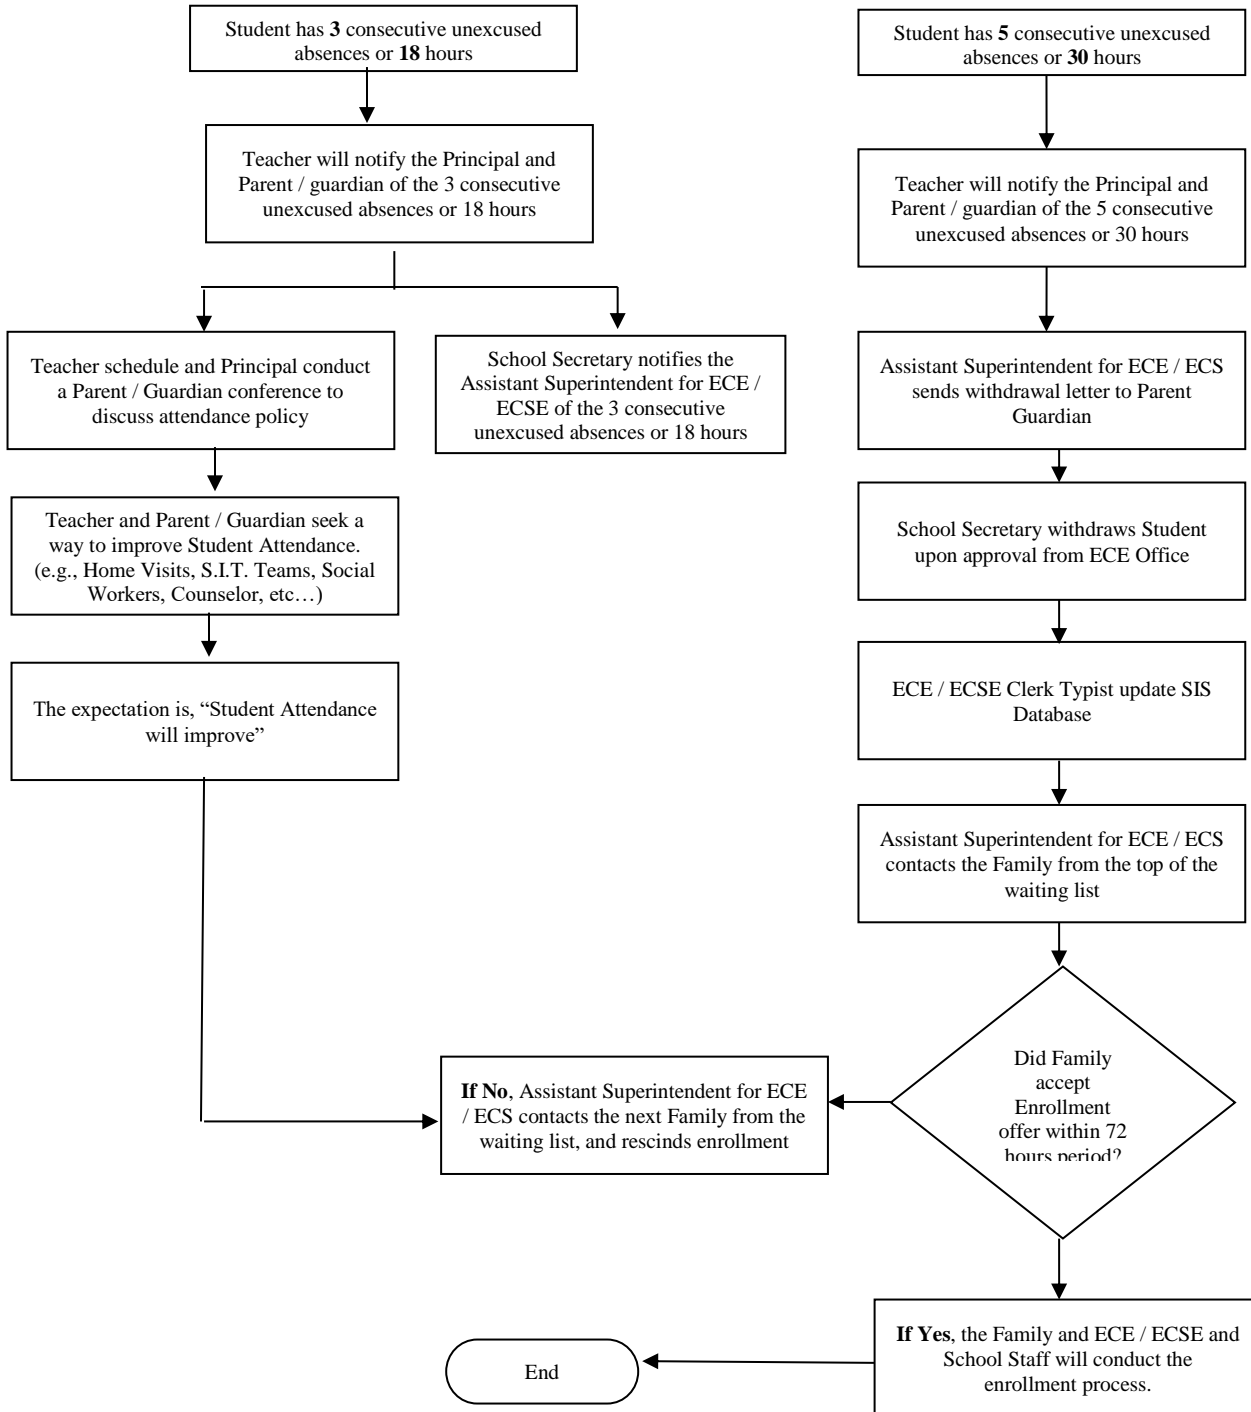 Student has 3 consecutive unexcused
absences or 18 hours
Teacher will notify the Principal and
Parent / guardian of the 3 consecutive
unexcused absences or 18 hours
Teacher schedule and Principal conduct
a Parent / Guardian conference to
discuss attendance policy
School Secretary notifies the
Assistant Superintendent for ECE /
ECSE of the 3 consecutive
unexcused absences or 18 hours
Teacher and Parent / Guardian seek a
way to improve Student Attendance.
(e.g., Home Visits, S.I.T. Teams, Social
Workers, Counselor, etc…)
The expectation is, “Student Attendance
will improve”
Student has 5 consecutive unexcused
absences or 30 hours
Teacher will notify the Principal and
Parent / guardian of the 5 consecutive
unexcused absences or 30 hours
Assistant Superintendent for ECE / ECS
sends withdrawal letter to Parent
Guardian
School Secretary withdraws Student
upon approval from ECE Office
ECE / ECSE Clerk Typist update SIS
Database
Assistant Superintendent for ECE / ECS
contacts the Family from the top of the
waiting list
Did Family
accept
Enrollment
offer within 72
hours period?
If No, Assistant Superintendent for ECE
/ ECS contacts the next Family from the
waiting list, and rescinds enrollment
If Yes, the Family and ECE / ECSE and
School Staff will conduct the
enrollment process.
End